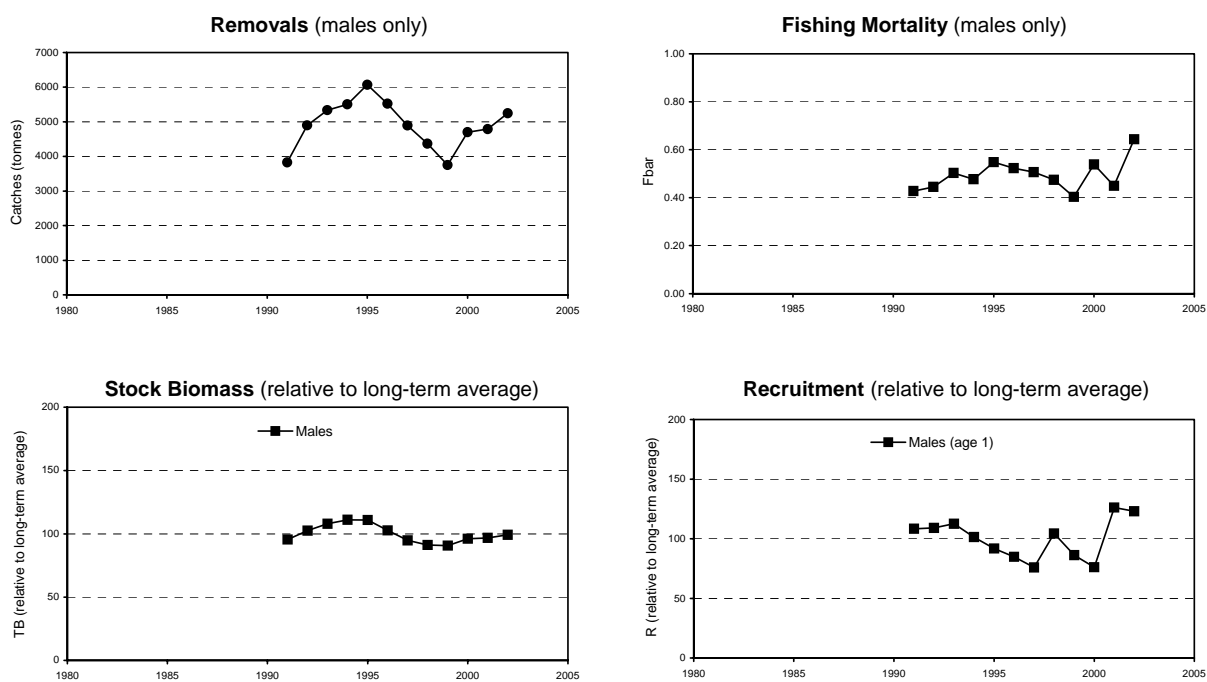 Removals (males only)
Catches (tonnes)
7000
6000
5000
4000
3000
2000
1000
0
1980 1985 1990 1995 2000 2005
Fishing Mortality (males only)
Fbar
1.00
0.80
0.60
0.40
0.20
0.00
1980 1985 1990 1995 2000 2005
Stock Biomass (relative to long-term average)
TB (relative to long-term average)
200
150
100
50
0
Males
1980 1985 1990 1995 2000 2005
Recruitment (relative to long-term average)
R (relative to long-term average)
200
150
100
50
0
Males (age 1)
1980 1985 1990 1995 2000 2005